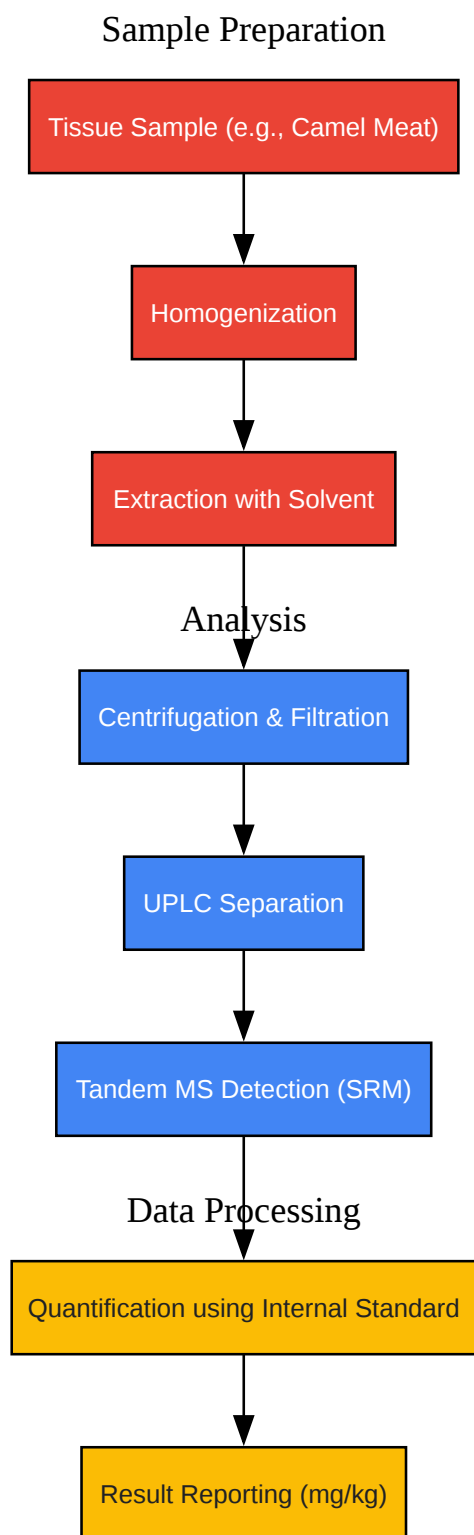 Sample Preparation
Tissue Sample (e.g., Camel Meat)
Homogenization
Extraction with Solvent
Analysis
Centrifugation & Filtration
UPLC Separation
Tandem MS Detection (SRM)
Data Processing
Quantification using Internal Standard
Result Reporting (mg/kg)